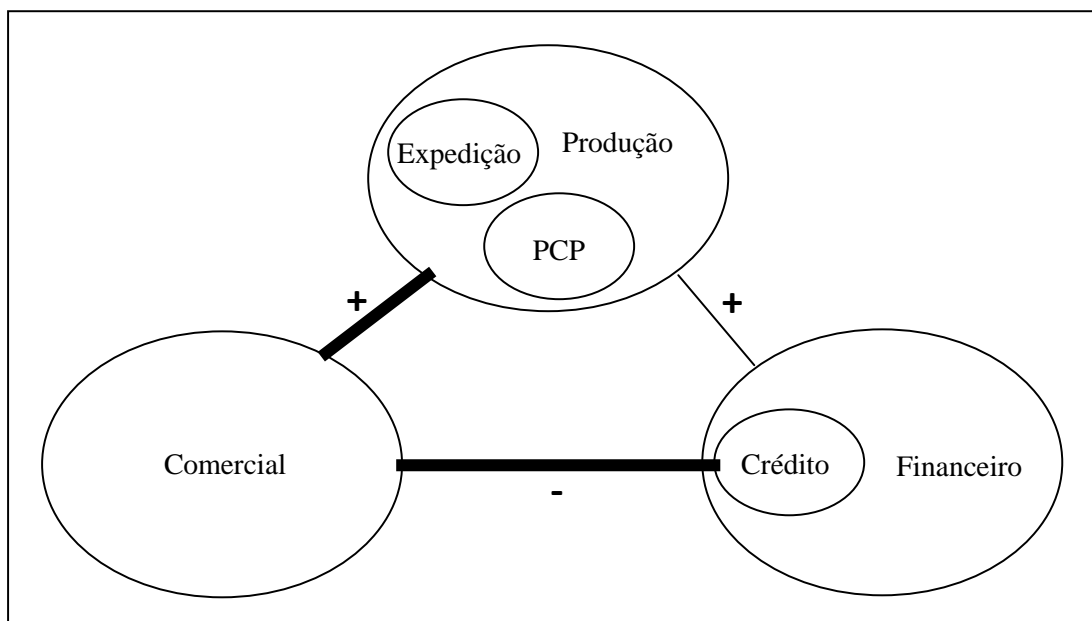 Expedição
Produção
PCP
+
+
Comercial
-
Crédito
Financeiro